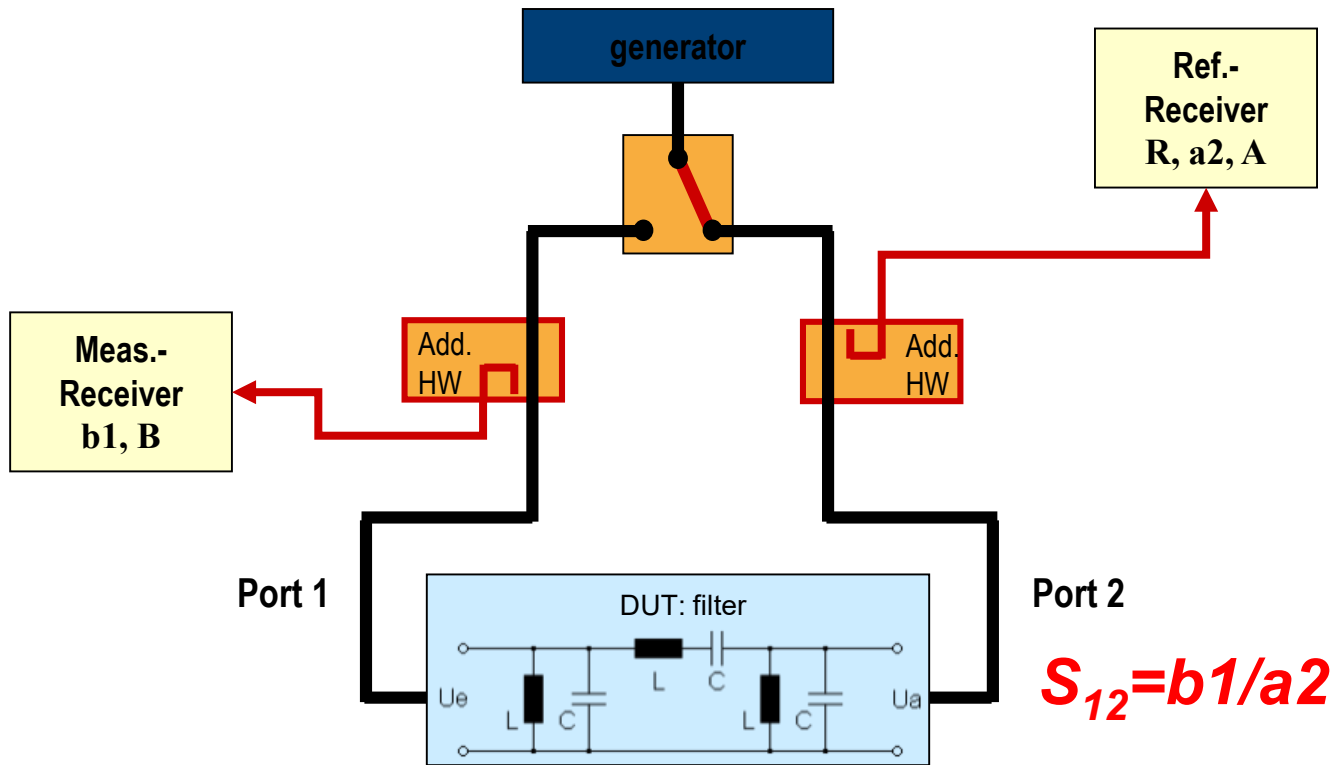 generator
Ref.-
Receiver
R, a2, A
Add.
HW
Add.
HW
Meas.-
Receiver
b1, B
Port 1
Port 2
DUT: filter
L
C
Ue
L
C
L
C
Ua
S12=b1/a2